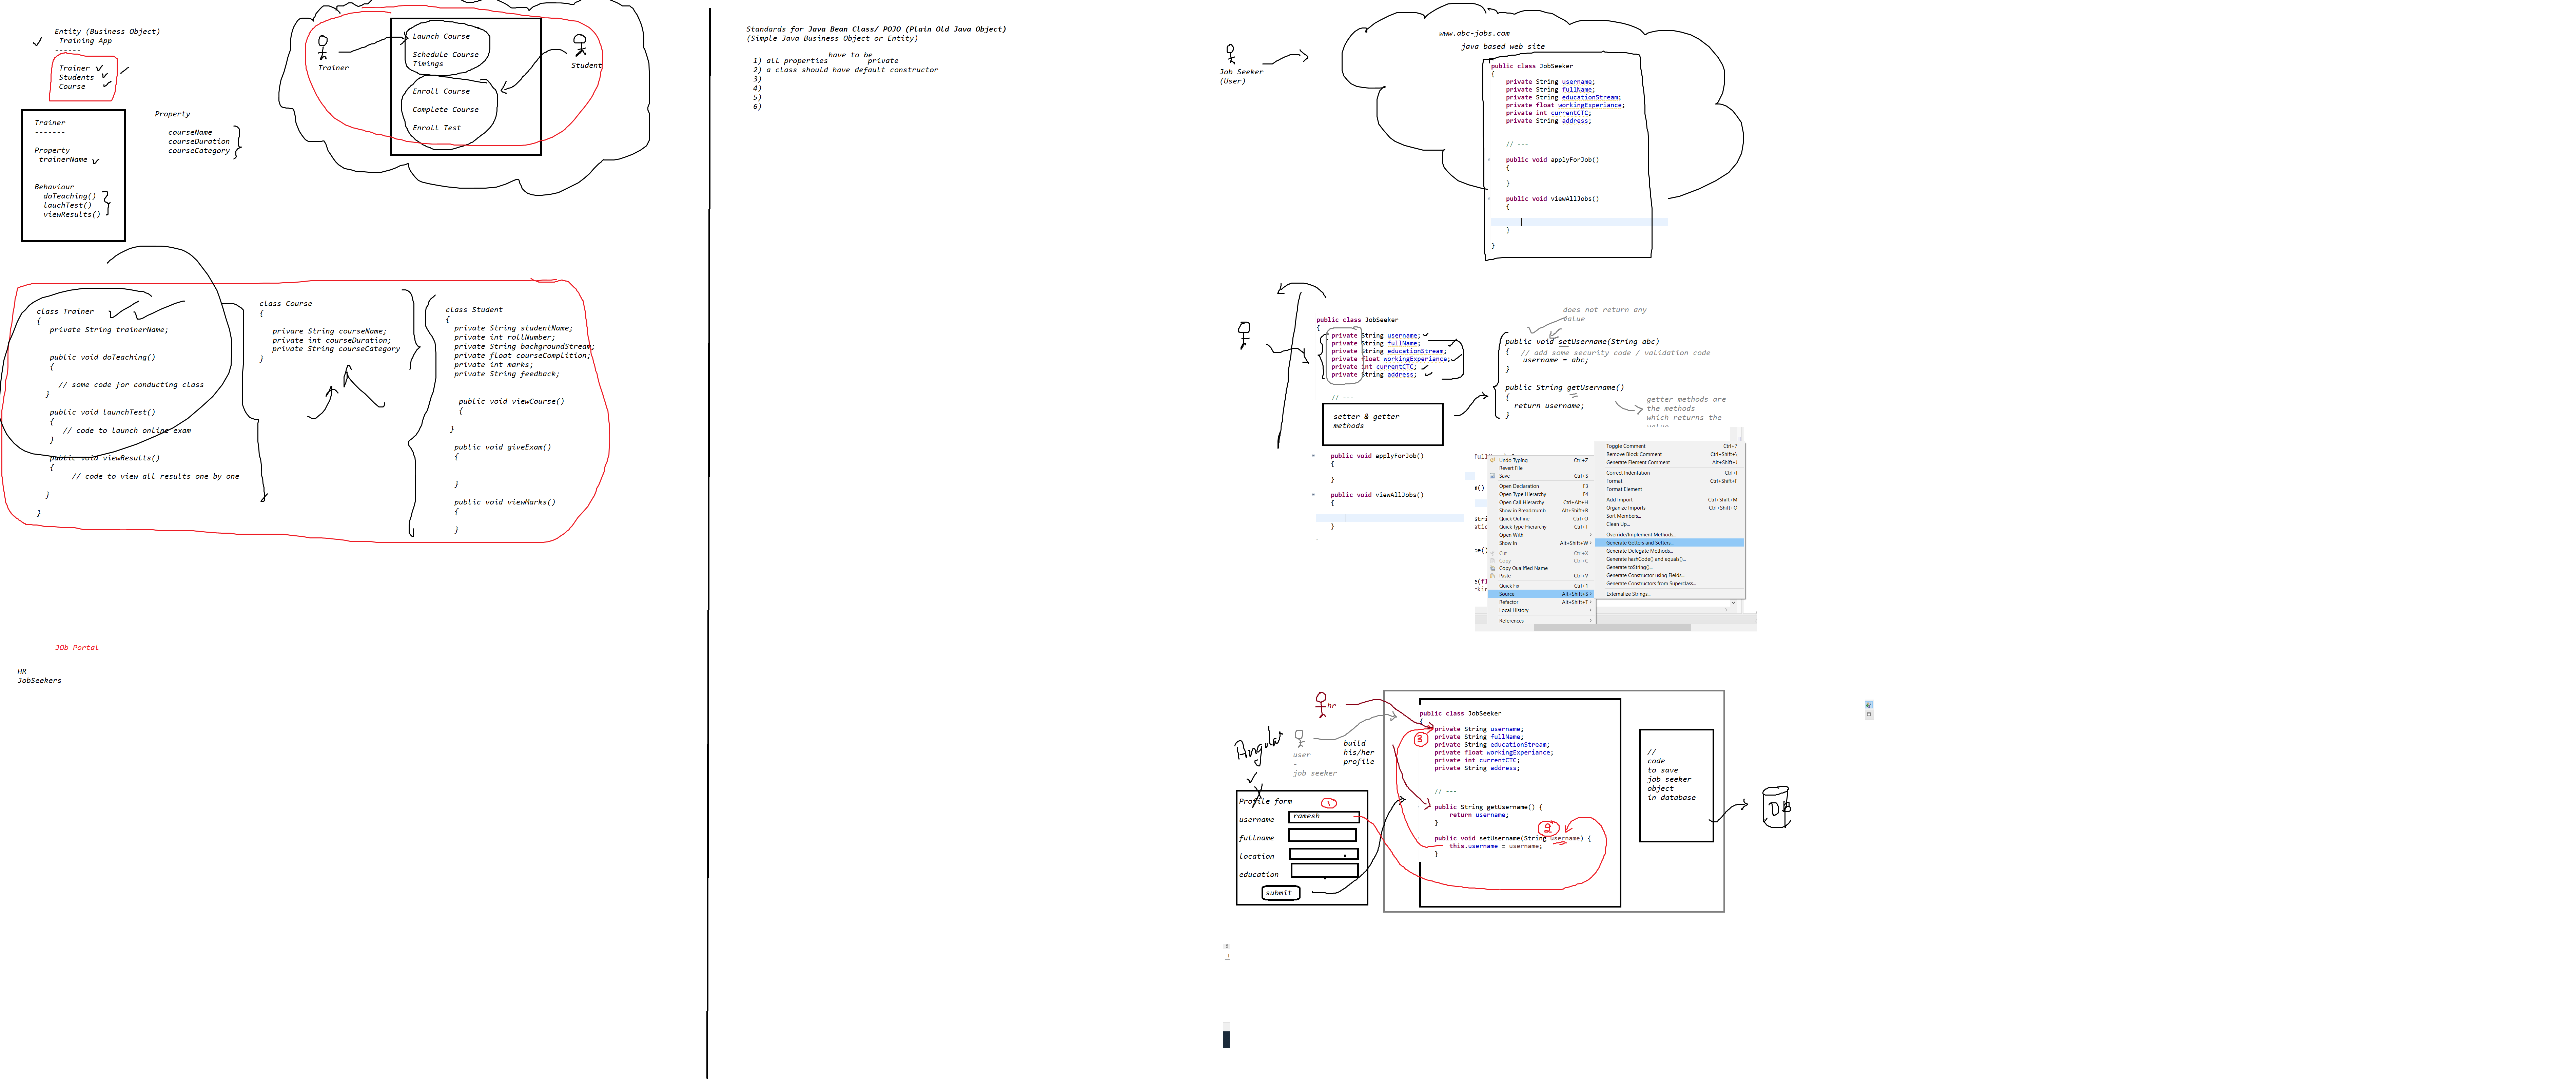 Entity (Business Object)
Training App
------
Trainer
Students
Course
Trainer
-------
Property
trainerName
Behaviour
doTeaching()
lauchTest()
viewResults()
Property
courseName
courseDuration
courseCategory
Trainer
Launch Course
Schedule Course
Timings
Enroll Course
Complete Course
Enroll Test
Student
class Trainer
{
private String trainerName;
public void doTeaching()
{
// some code for conducting class
}
public void launchTest()
{
// code to launch online exam
}
public void viewResults()
{
// code to view all results one by one
}
}
class Course
{
privare String courseName;
private int courseDuration;
private String courseCategory
}
class Student
{
private String studentName;
private int rollNumber;
private String backgroundStream;
private float courseComplition;
private int marks;
private String feedback;
public void viewCourse()
{
}
public void giveExam()
{
}
public void viewMarks()
{
}
JOb Portal
HR
JobSeekers
Standards for Java Bean Class/ POJO (Plain Old Java Object)
(Simple Java Business Object or Entity)
1) all properties have to be private
2) a class should have default constructor
3)
4)
5)
6)
Job Seeker
(User)
www.abc-jobs.com
java based web site
public class JobSeeker
{
private String username;
private String fullName;
private String educationStream;
private float workingExperiance;
private int currentCTC;
private String address;
// ---
public void applyForJob()
{
}
public void viewAllJobs()
{
}
}
public class JobSeeker
{
private String username;
private String fullName;
private String educationStream;
private float workingExperiance;
private int currentCTC;
private String address;
// ---
setter & getter
methods
public void applyForJob()
{
}
public void viewAllJobs()
{
}
does not return any
value
public void setUsername(String abc)
{ // add some security code / validation code
username = abc;
}
public String getUsername()
{
return username;
}
getter methods are
the methods
which returns the
Undo Typing Ctrl+Z
Revert File
Save Ctrl+S
Open Declaration F3
Open Type Hierarchy F4
Open Call Hierarchy Ctrl+Alt+H
Show in Breadcrumb Alt+Shift+B
Quick Outline Ctrl+O
Quick Type Hierarchy Ctrl+T
Open With
Show In Alt+Shift+W
Cut Ctrl+X
Copy Ctrl+C
Copy Qualified Name
Paste Ctrl+V
Quick Fix Ctrl+1
Source Alt+Shift+S
Refactor Alt+Shift+T
Local History
References
Toggle Comment Ctrl+7
Remove Block Comment Ctrl+Shift+\
Generate Element Comment Alt+Shift+J
Correct Indentation Ctrl+I
Format Ctrl+Shift+F
Format Element
Add Import Ctrl+Shift+M
Organize Imports Ctrl+Shift+O
Sort Members...
Clean Up...
Override/Implement Methods...
Generate Getters and Setters...
Generate Delegate Methods...
Generate hashCode() and equals()...
Generate toString()...
Generate Constructor using Fields...
Generate Constructors from Superclass...
Externalize Strings...
hr
Angular
user
-
job seeker
build
his/her
profile
Profile form
1
username ramesh
fullname
location
education
submit
public class JobSeeker
{
3
private String username;
private String fullName;
private String educationStream;
private float workingExperiance;
private int currentCTC;
private String address;
// ---
public String getUsername() {
return username;
}
2
public void setUsername(String username) {
this.username = username;
}
//
code
to save
job seeker
object
in database
DB